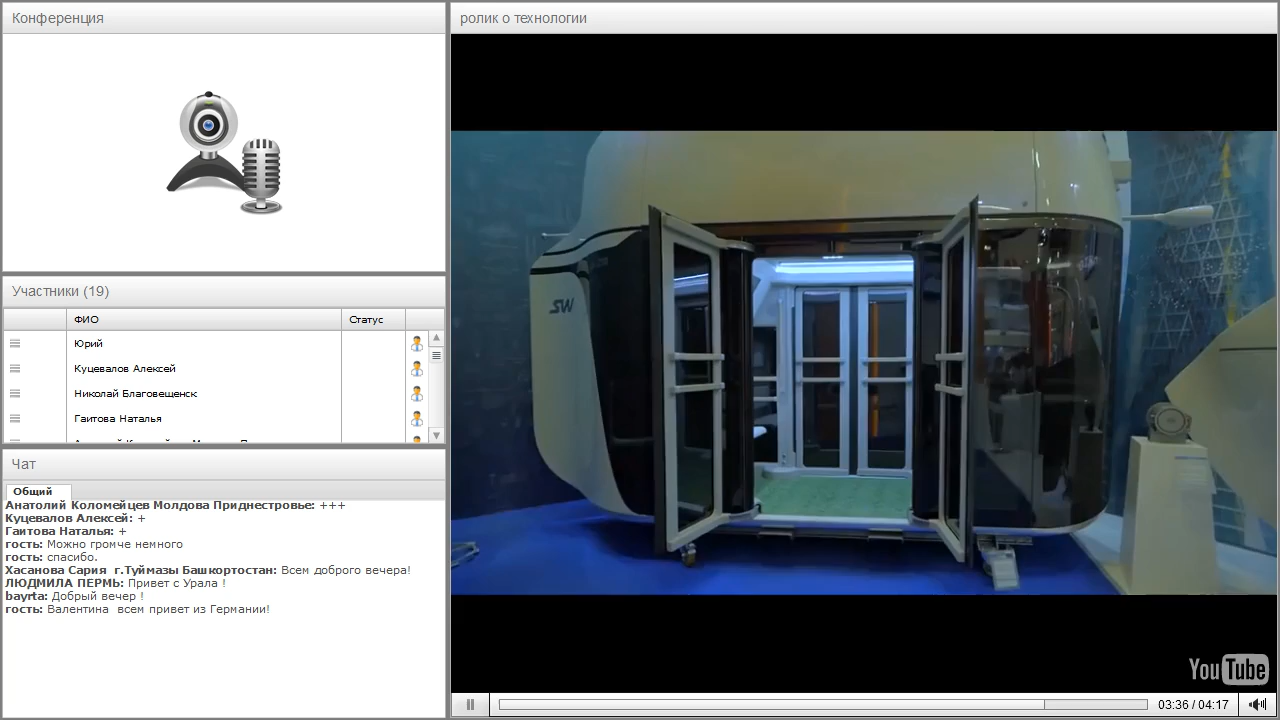 Конференция
ролик о технологии
Участники (19)
ФИО Статус
Юрий
Куцевалов Алексей
Николай Благовещенск
Гаитова Наталья
Чат
Общий
Анатолий Коломейцев Молдова Приднестровье: +++
Куцевалов Алексей: +
Гаитова Наталья: +
гость: Можно громче немного
гость: спасибо.
Хасанова Сария г.Туймазы Башкортостан: Всем доброго вечера!
ЛЮДМИЛА ПЕРМЬ: Привет с Урала !
bayrta: Добрый вечер !
гость: Валентина всем привет из Германии!
SW
YouTube
03:36 / 04:17